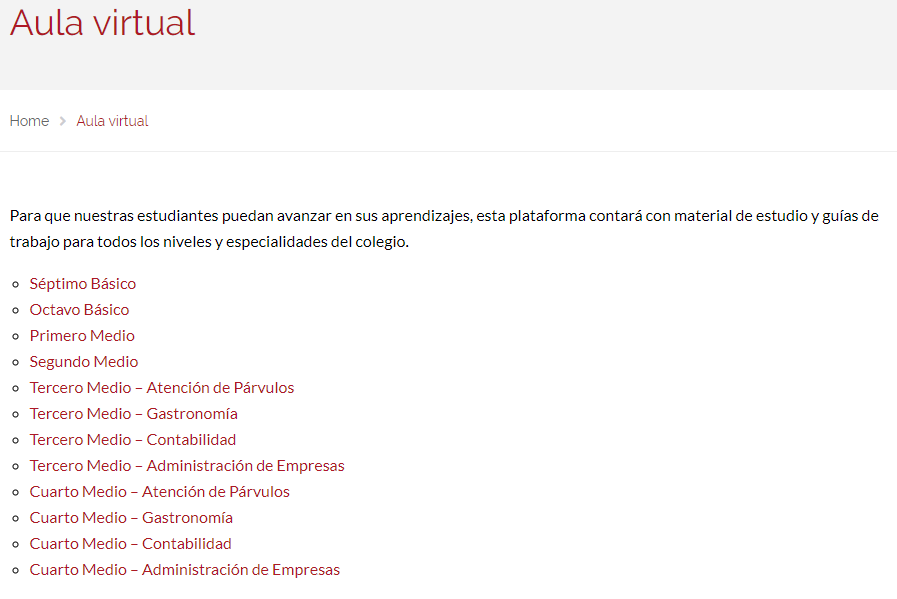 Aula virtual
Home > Aula virtual
Para que nuestras estudiantes puedan avanzar en sus aprendizajes, esta plataforma contará con material de estudio y guías de
trabajo para todos los niveles y especialidades del colegio.
Séptimo Básico
Octavo Básico
Primero Medio
Segundo Medio
Tercero Medio – Atención de Párvulos
Tercero Medio – Gastronomía
Tercero Medio – Contabilidad
Tercero Medio – Administración de Empresas
Cuarto Medio – Atención de Párvulos
Cuarto Medio – Gastronomía
Cuarto Medio – Contabilidad
Cuarto Medio – Administración de Empresas